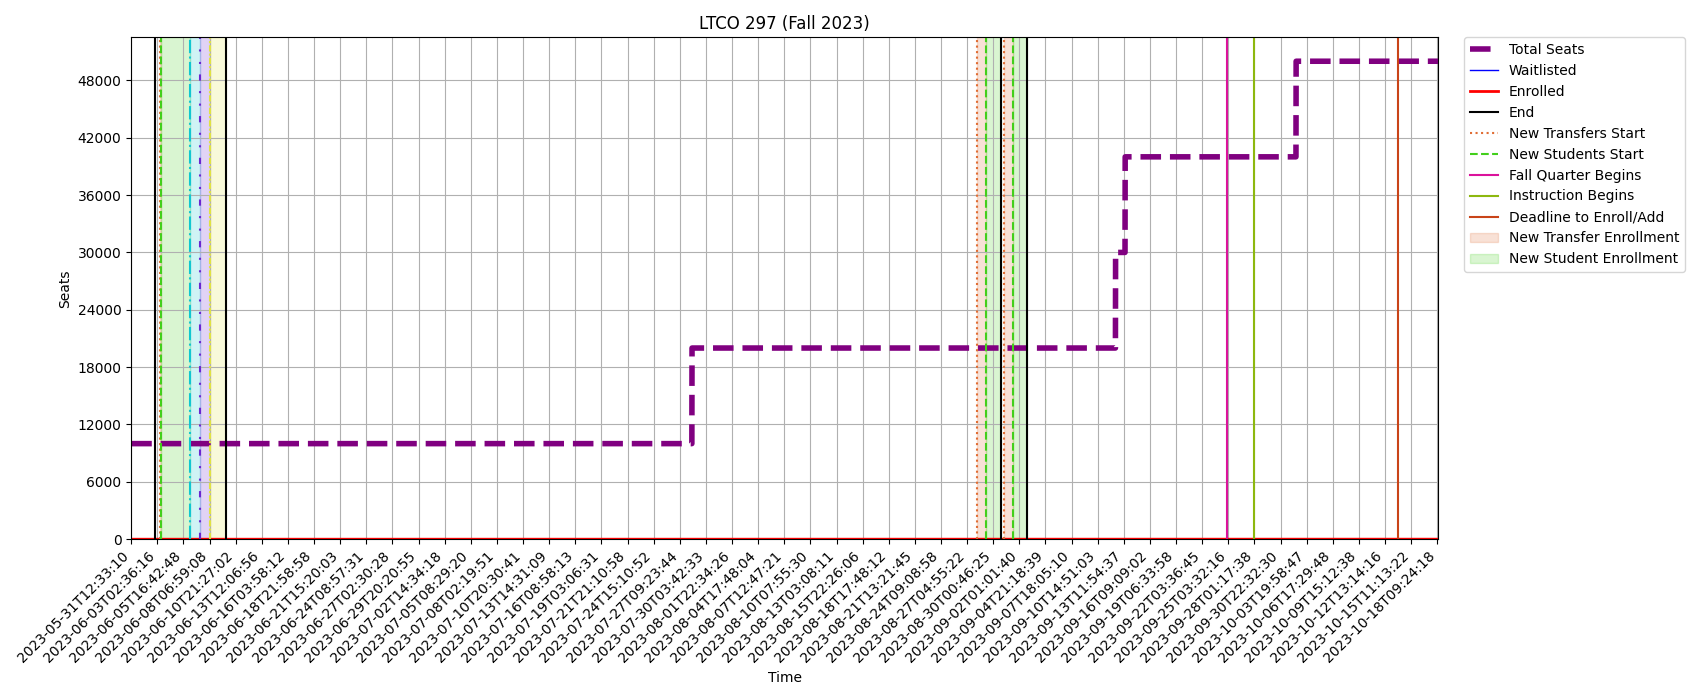 LTCO 297 (Fall 2023)
Total Seats
Waitlisted
Enrolled
End
New Transfers Start
New Students Start
Fall Quarter Begins
Instruction Begins
Deadline to Enroll/Add
New Transfer Enrollment
New Student Enrollment
Seats
48000
42000
36000
30000
24000
18000
12000
6000
0
2023-05-31T12:33:10
2023-06-03T02:36:16
2023-06-05T16:42:48
2023-06-08T06:59:08
2023-06-10T21:27:02
2023-06-13T12:06:56
2023-06-16T03:58:12
2023-06-18T21:58:58
2023-06-21T15:20:03
2023-06-24T08:57:31
2023-06-27T02:30:28
2023-06-29T20:20:55
2023-07-02T14:34:18
2023-07-05T08:29:20
2023-07-08T02:19:51
2023-07-10T20:30:41
2023-07-13T14:31:09
2023-07-16T08:58:13
2023-07-19T03:06:31
2023-07-21T21:10:58
2023-07-24T15:10:52
2023-07-27T09:23:44
2023-07-30T03:42:33
2023-08-01T22:34:26
2023-08-04T17:48:04
2023-08-07T12:47:21
2023-08-10T07:55:30
2023-08-13T03:08:11
2023-08-15T22:26:06
2023-08-18T17:48:12
2023-08-21T13:21:45
2023-08-24T09:08:58
2023-08-27T04:55:22
2023-08-30T00:46:25
2023-09-02T01:01:40
2023-09-04T21:18:39
2023-09-07T18:05:10
2023-09-10T14:51:03
2023-09-13T11:54:37
2023-09-16T09:09:02
2023-09-19T06:33:58
2023-09-22T03:36:45
2023-09-25T03:32:16
2023-09-28T01:17:38
2023-09-30T22:32:30
2023-10-03T19:58:47
2023-10-06T17:29:48
2023-10-09T15:12:38
2023-10-12T13:14:16
2023-10-15T11:13:22
2023-10-18T09:24:18
Time